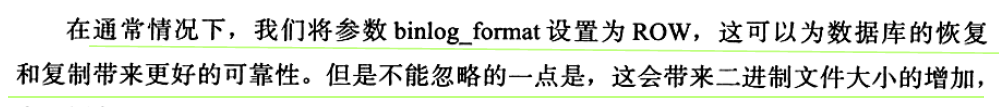 在通常情况下，我们将参数 binlog_format 设置为 ROW，这可以为数据库的恢复
和复制带来更好的可靠性。但是不能忽略的一点是，这会带来二进制文件大小的增加，